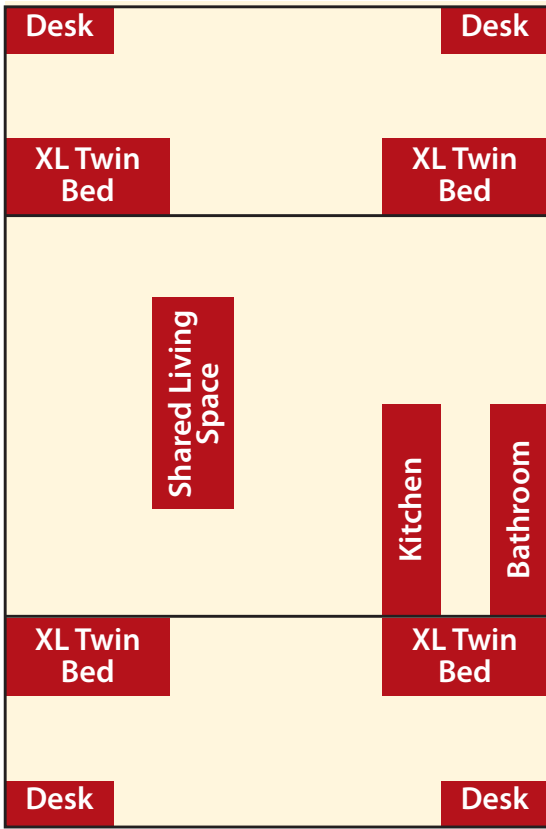 Desk
Desk
XL Twin
Bed
XL Twin
Bed
Shared Living
Space
Kitchen
Bathroom
XL Twin
Bed
XL Twin
Bed
Desk
Desk